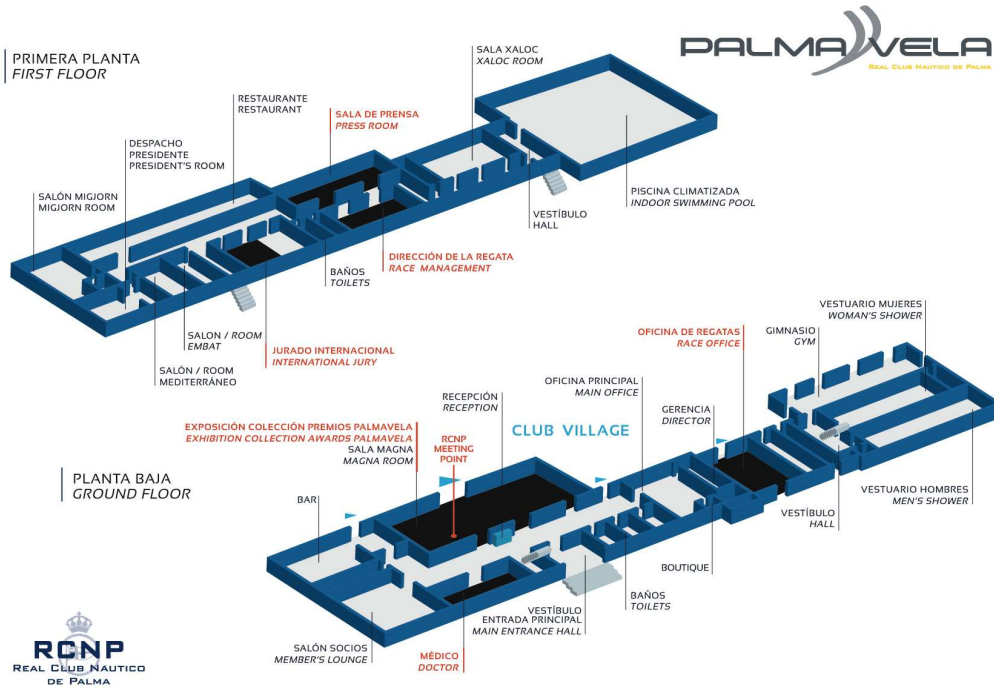 PALMAVELA
REAL CLUB NÁUTICO DE PALMA
PRIMERA PLANTA
FIRST FLOOR
SALA XALOC
XALOC ROOM
RESTAURANTE
RESTAURANT
SALA DE PRENSA
PRESS ROOM
DESPACHO
PRESIDENTE
PRESIDENT'S ROOM
SALÓN MIGJORN
MIGJORN ROOM
PISCINA CLIMATIZADA
INDOOR SWIMMING POOL
VESTÍBULO
HALL
DIRECCIÓN DE LA REGATA
RACE MANAGEMENT
BAÑOS
TOILETS
SALON / ROOM
EMBAT
JURADO INTERNACIONAL
INTERNATIONAL JURY
SALÓN / ROOM
MEDITERRÁNEO
PLANTA BAJA
GROUND FLOOR
VESTUARIO MUJERES
WOMAN'S SHOWER
GIMNASIO
GYM
OFICINA DE REGATAS
RACE OFFICE
OFICINA PRINCIPAL
MAIN OFFICE
RECEPCIÓN
RECEPTION
GERENCIA
DIRECTOR
CLUB VILLAGE
EXPOSICIÓN COLECCIÓN PREMIOS PALMAVELA
EXHIBITION COLLECTION AWARDS PALMAVELA
SALA MAGNA
MAGNA ROOM
RCNP
MEETING
POINT
BAR
VESTUARIO HOMBRES
MEN'S SHOWER
VESTÍBULO
HALL
BOUTIQUE
BAÑOS
TOILETS
VESTÍBULO
ENTRADA PRINCIPAL
MAIN ENTRANCE HALL
SALÓN SOCIOS
MEMBER'S LOUNGE
MÉDICO
DOCTOR
RCNP
REAL CLUB NÁUTICO
DE PALMA